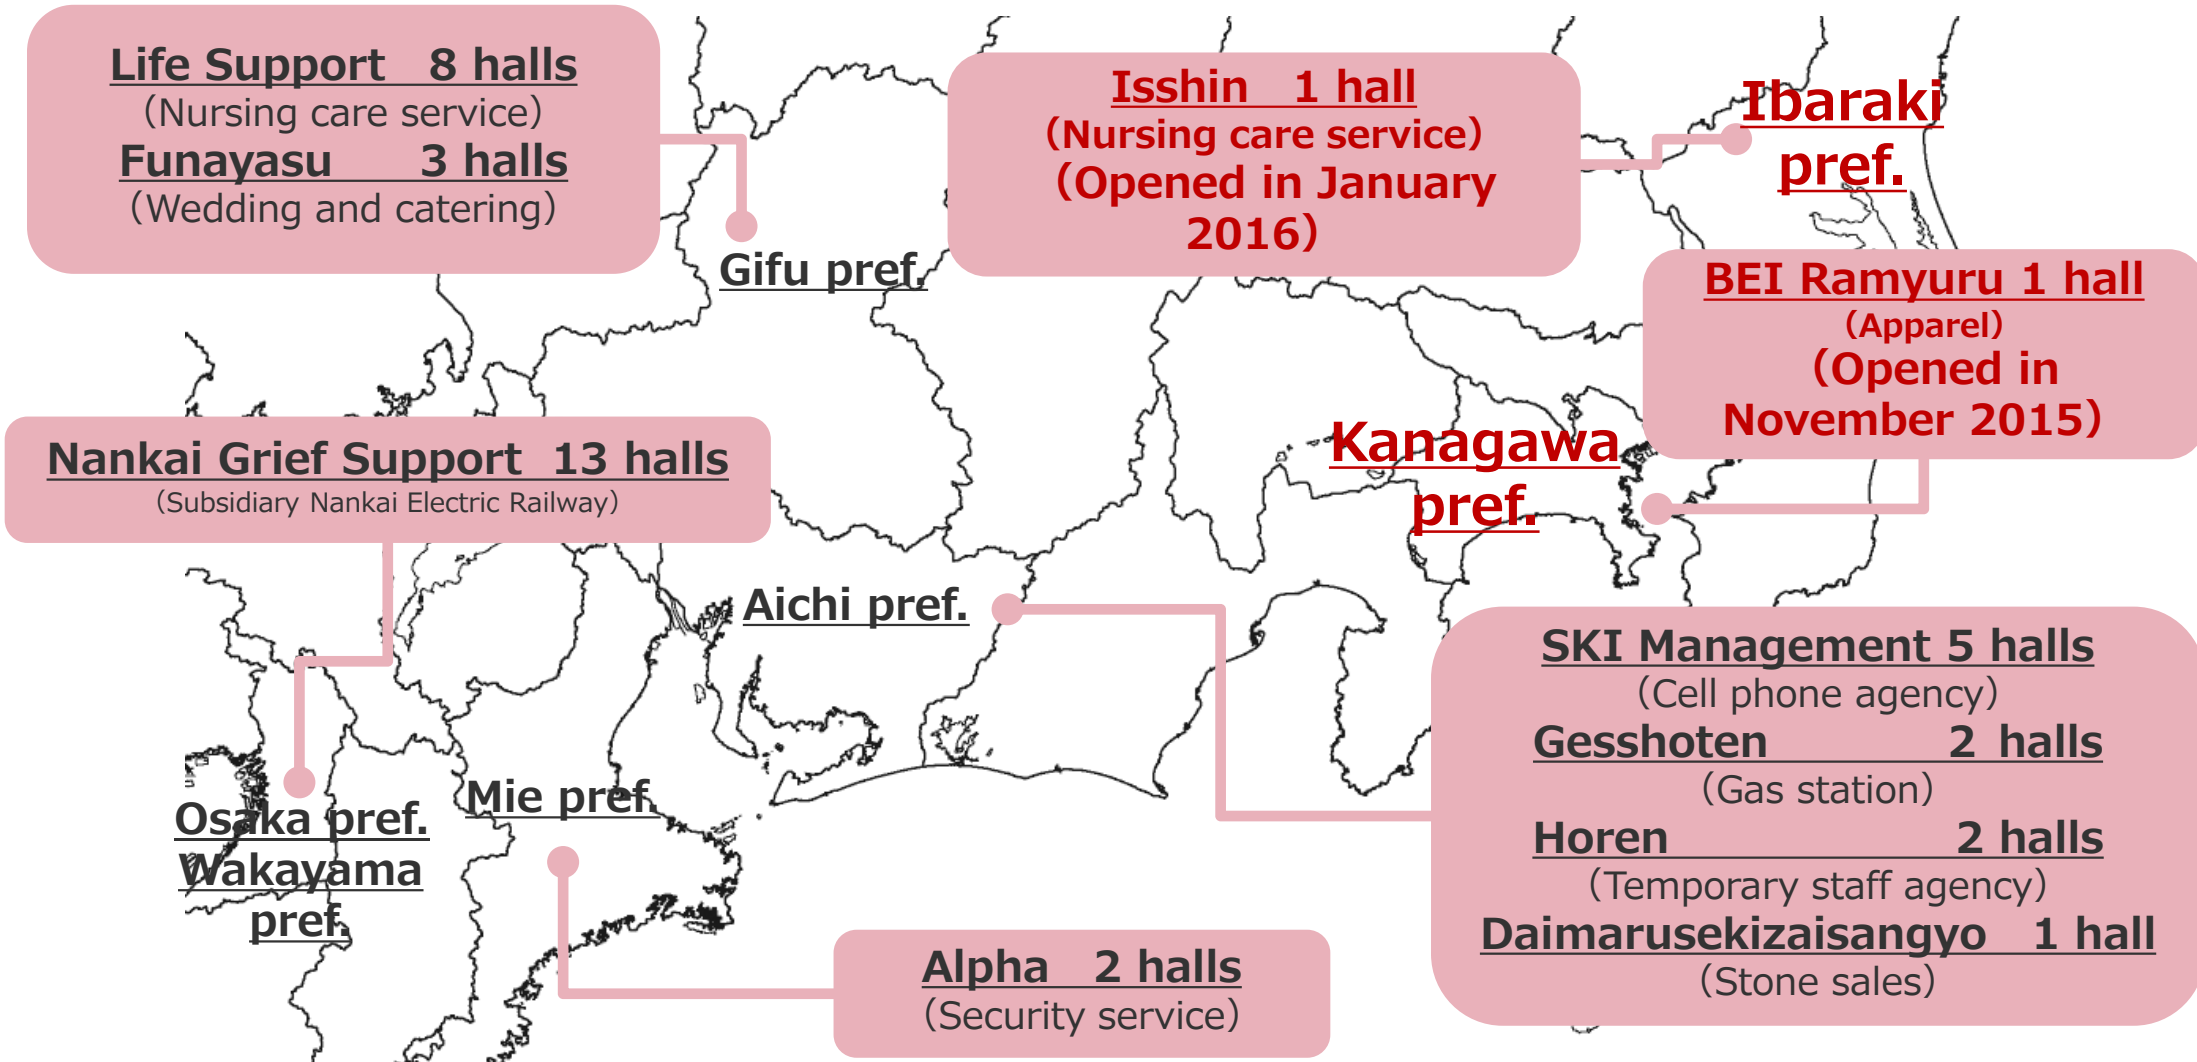 Life Support 8 halls
（Nursing care service）
Funayasu 3 halls
（Wedding and catering）
Gifu pref.
Isshin 1 hall
（Nursing care service）
（Opened in January
2016）
Ibaraki
pref.
BEI Ramyuru 1 hall
（Apparel）
（Opened in
November 2015）
Kanagawa
pref.
Nankai Grief Support 13 halls
（Subsidiary Nankai Electric Railway）
Osaka pref.
Wakayama
pref.
Mie pref.
Alpha 2 halls
（Security service）
Aichi pref.
SKI Management 5 halls
（Cell phone agency）
Gesshoten 2 halls
（Gas station）
Horen 2 halls
（Temporary staff agency）
Daimarusekizaisangyo 1 hall
（Stone sales）